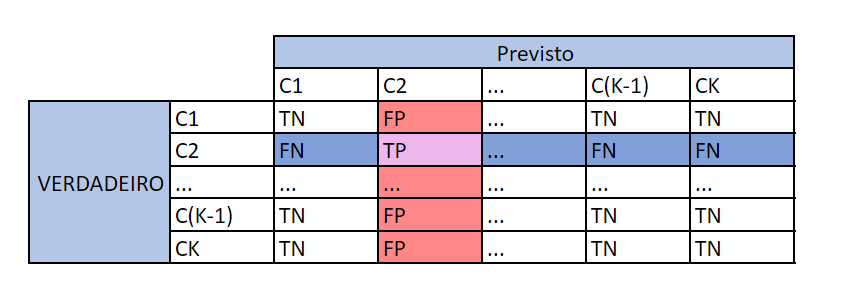 Previsto
C1 C2 ... C(K-1) CK
C1 TN FP ... TN TN
C2 FN TP ... FN FN
VERDADEIRO ... ... ... ... ... ...
C(K-1) TN FP ... TN TN
CK TN FP ... TN TN